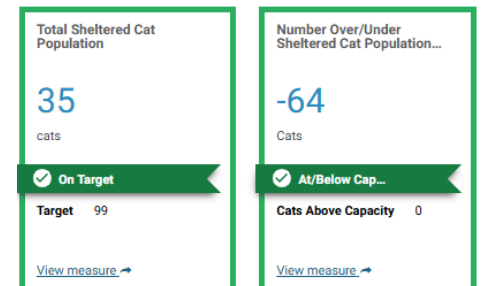 Total Sheltered Cat
Population
35
cats
On Target
Target 99
View measure
Number Over/Under
Sheltered Cat Population...
-64
Cats
At/Below Cap...
Cats Above Capacity 0
View measure